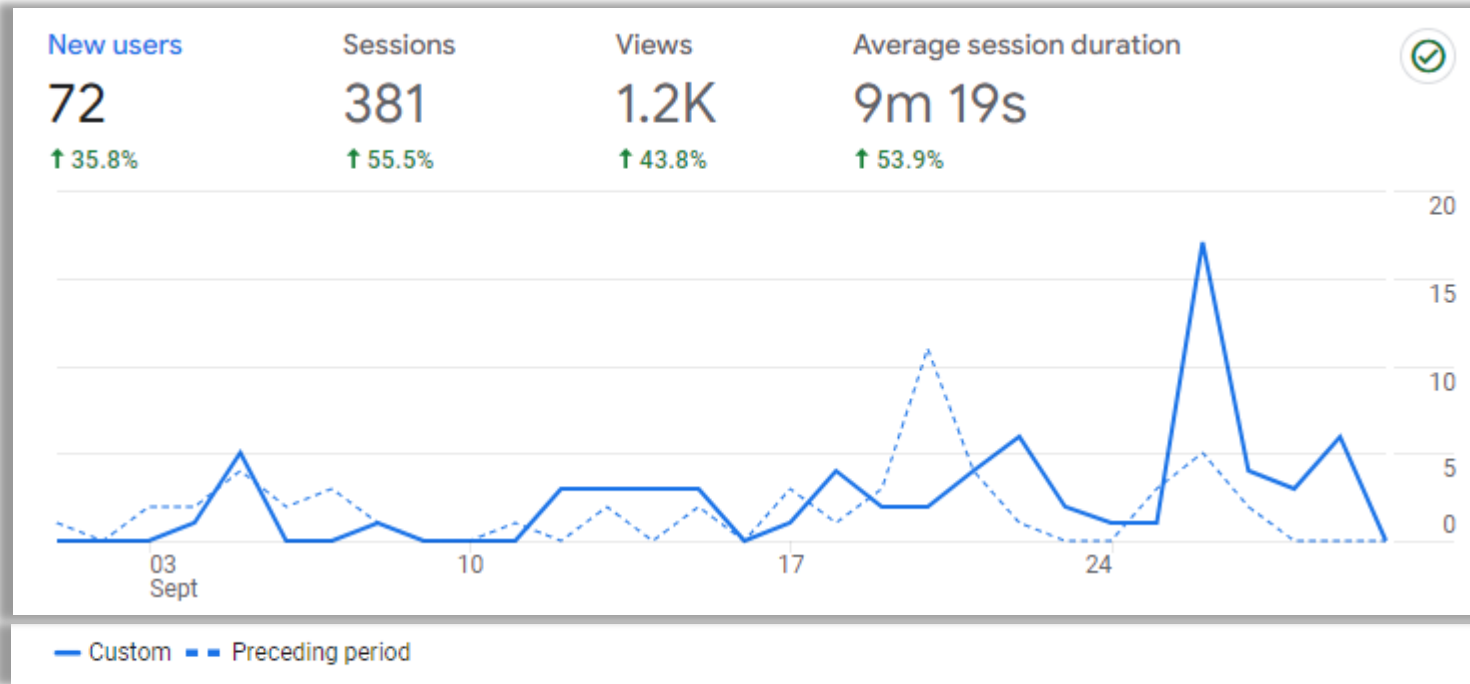 New users Sessions Views Average session duration
72 381 1.2K 9m 19s
↑ 35.8% ↑ 55.5% ↑ 43.8% ↑ 53.9%
20
15
10
5
0
03 10 17 24
Sept
Custom Preceding period